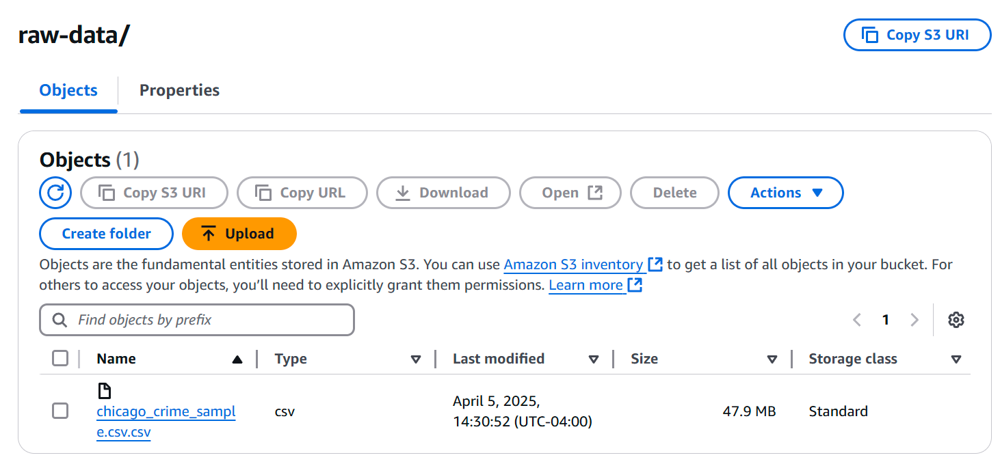 raw-data/
Copy S3 URI
Objects
Properties
Objects (1)
Copy S3 URI
Copy URL
Download
Open
Delete
Actions
Create folder
Upload
Objects are the fundamental entities stored in Amazon S3. You can use Amazon S3 inventory to get a list of all objects in your bucket. For
others to access your objects, you’ll need to explicitly grant them permissions. Learn more
Find objects by prefix
1
Name
Type
Last modified
Size
Storage class
chicago_crime_sampl
e.csv.csv
csv
April 5, 2025,
14:30:52 (UTC-04:00)
47.9 MB
Standard